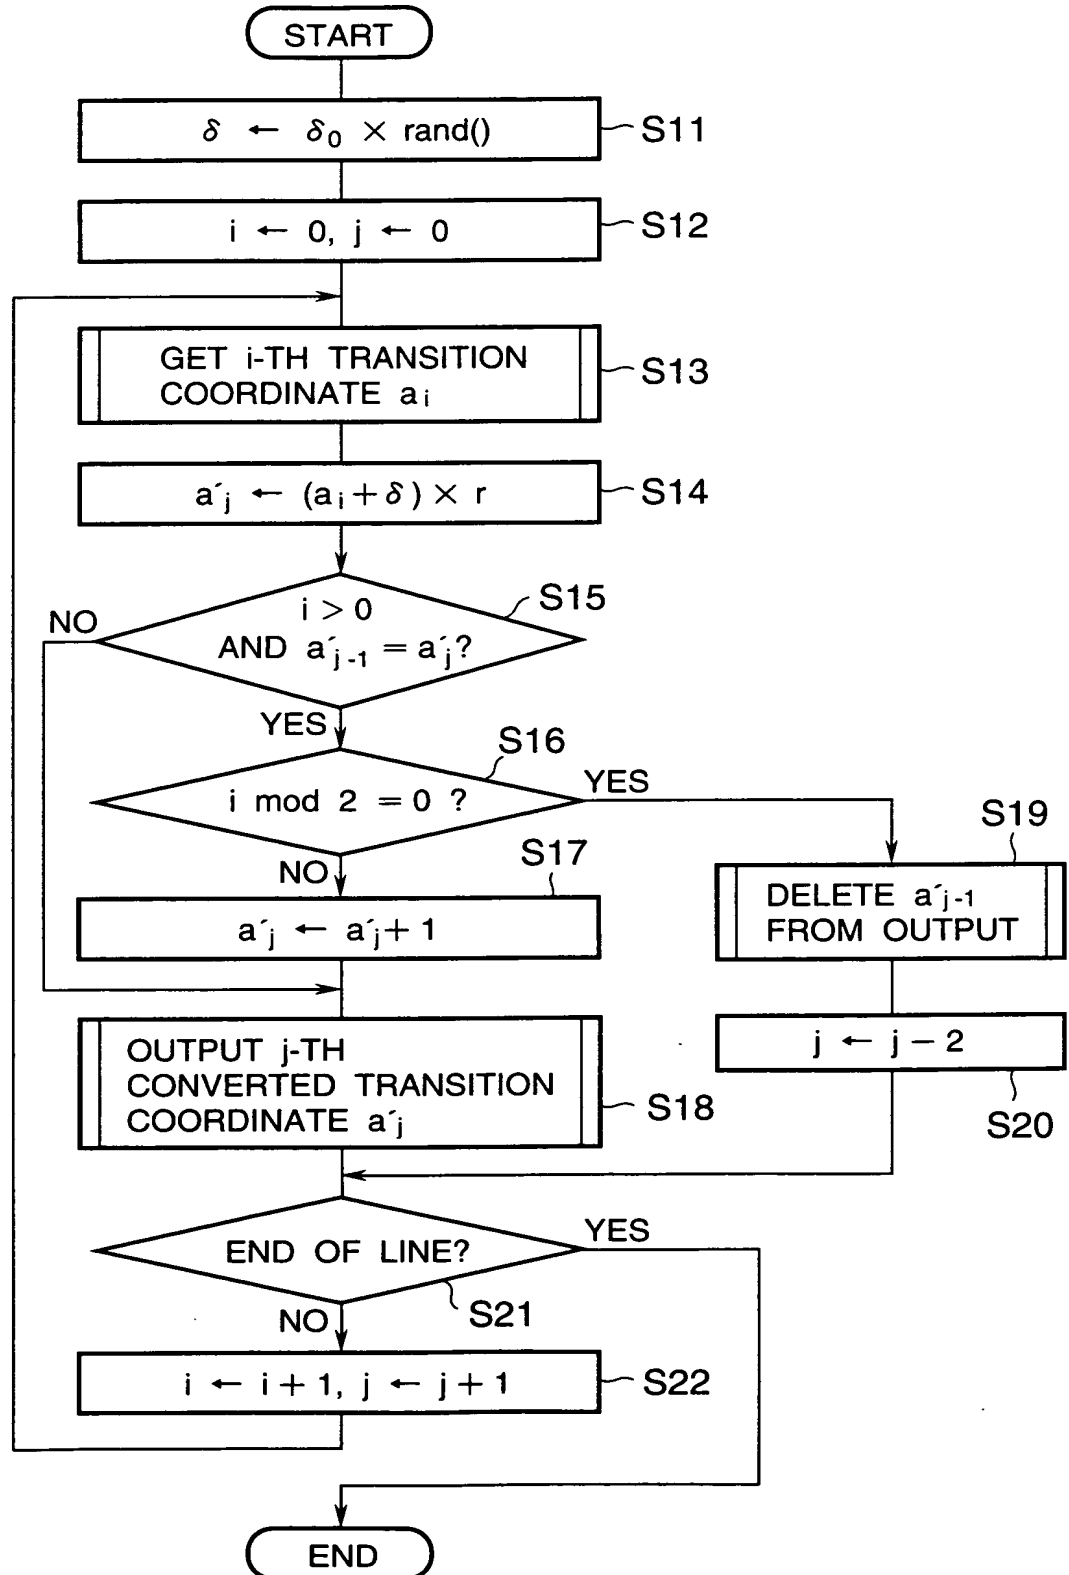 START
δ ← δ₀ × rand()
S11
i ← 0, j ← 0
S12
GET i-TH TRANSITION
COORDINATE aᵢ
S13
a´ⱼ ← (aᵢ + δ) × r
S14
i > 0
AND a´ⱼ₋₁ = a´ⱼ?
S15
NO
YES
i mod 2 = 0 ?
S16
YES
NO
S17
a´ⱼ ← a´ⱼ + 1
S19
DELETE a´ⱼ₋₁
FROM OUTPUT
OUTPUT j-TH
CONVERTED TRANSITION
COORDINATE a´ⱼ
S18
j ← j − 2
S20
END OF LINE?
YES
S21
NO
i ← i + 1, j ← j + 1
S22
END